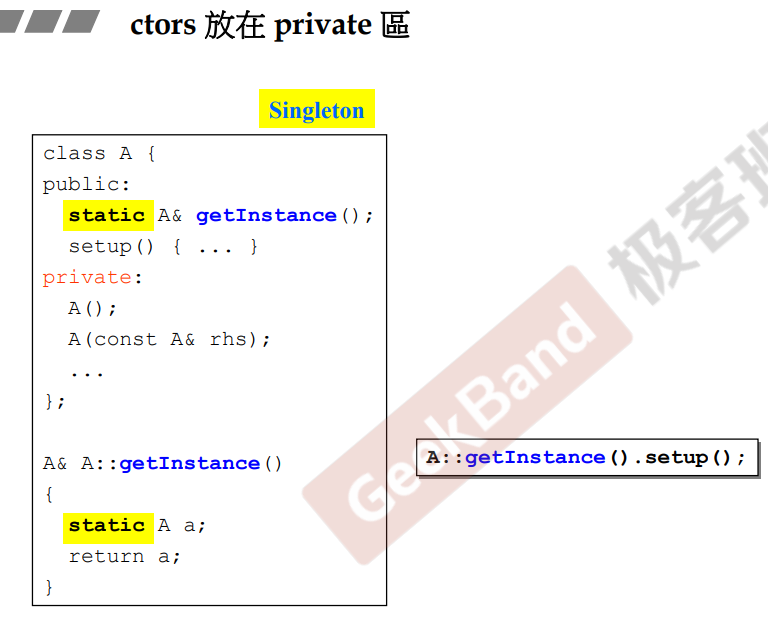 ctors 放在 private 區
Singleton
class A {
public:
  static A& getInstance();
  setup() { ... }
private:
  A();
  A(const A& rhs);
  ...
};
A& A::getInstance()
{
  static A a;
  return a;
}
A::getInstance().setup();
GeekBand
极客班